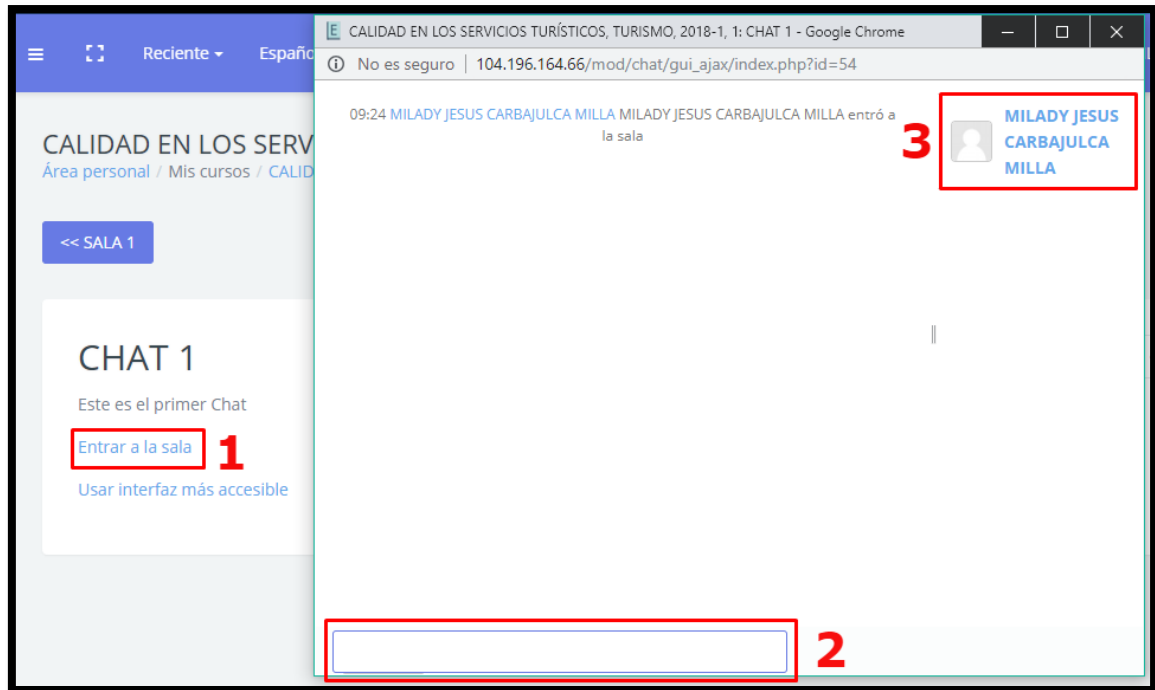 Reciente
Españo
CALIDAD EN LOS SERV
Área personal / Mis cursos / CALID
<< SALA 1
CHAT 1
Este es el primer Chat
Entrar a la sala
1
Usar interfaz más accesible
CALIDAD EN LOS SERVICIOS TURÍSTICOS, TURISMO, 2018-1, 1: CHAT 1 - Google Chrome
No es seguro | 104.196.164.66/mod/chat/gui_ajax/index.php?id=54
09:24 MILADY JESUS CARBAJULCA MILLA MILADY JESUS CARBAJULCA MILLA entró a
la sala
3
MILADY JESUS
CARBAJULCA
MILLA
2